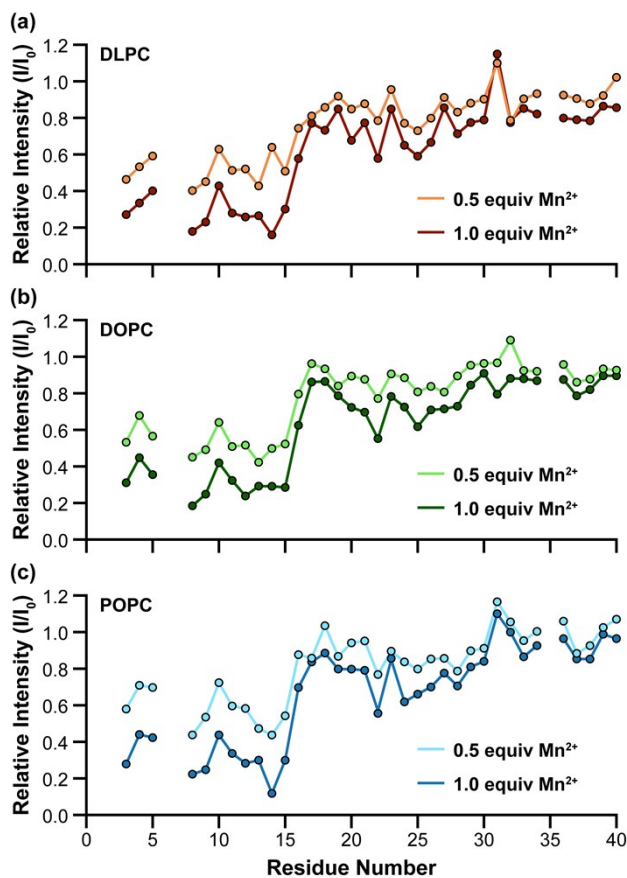 (a)
DLPC
Relative Intensity (I/I₀)
1.2
1.0
0.8
0.6
0.4
0.2
0.0
0.5 equiv Mn²⁺
1.0 equiv Mn²⁺
(b)
DOPC
Relative Intensity (I/I₀)
1.2
1.0
0.8
0.6
0.4
0.2
0.0
0.5 equiv Mn²⁺
1.0 equiv Mn²⁺
(c)
POPC
Relative Intensity (I/I₀)
1.2
1.0
0.8
0.6
0.4
0.2
0.0
0.5 equiv Mn²⁺
1.0 equiv Mn²⁺
0 5 10 15 20 25 30 35 40
Residue Number